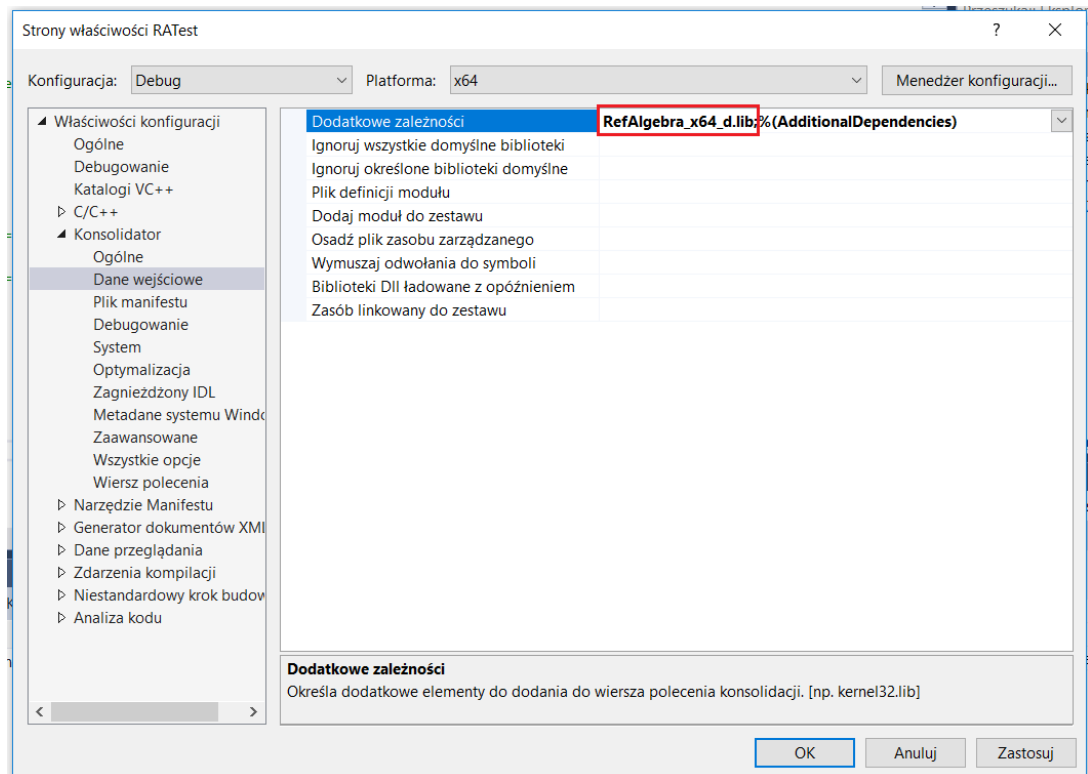 Strony właściwości RATest
Konfiguracja: Debug Platforma: x64 Menedżer konfiguracji...
Właściwości konfiguracji
Ogólne
Debugowanie
Katalogi VC++
C/C++
Konsolidator
Ogólne
Dane wejściowe
Plik manifestu
Debugowanie
System
Optymalizacja
Zagnieżdżony IDL
Metadane systemu Windo
Zaawansowane
Wszystkie opcje
Wiersz polecenia
Narzędzie Manifestu
Generator dokumentów XMl
Dane przeglądania
Zdarzenia kompilacji
Niestandardowy krok budow
Analiza kodu
Dodatkowe zależności RefAlgebra_x64_d.lib;%(AdditionalDependencies)
Ignoruj wszystkie domyślne biblioteki
Ignoruj określone biblioteki domyślne
Plik definicji modułu
Dodaj moduł do zestawu
Osadź plik zasobu zarządzanego
Wymuszaj odwołania do symboli
Biblioteki Dll ładowane z opóźnieniem
Zasób linkowany do zestawu
Dodatkowe zależności
Określa dodatkowe elementy do dodania do wiersza polecenia konsolidacji. [np. kernel32.lib]
OK Anuluj Zastosuj